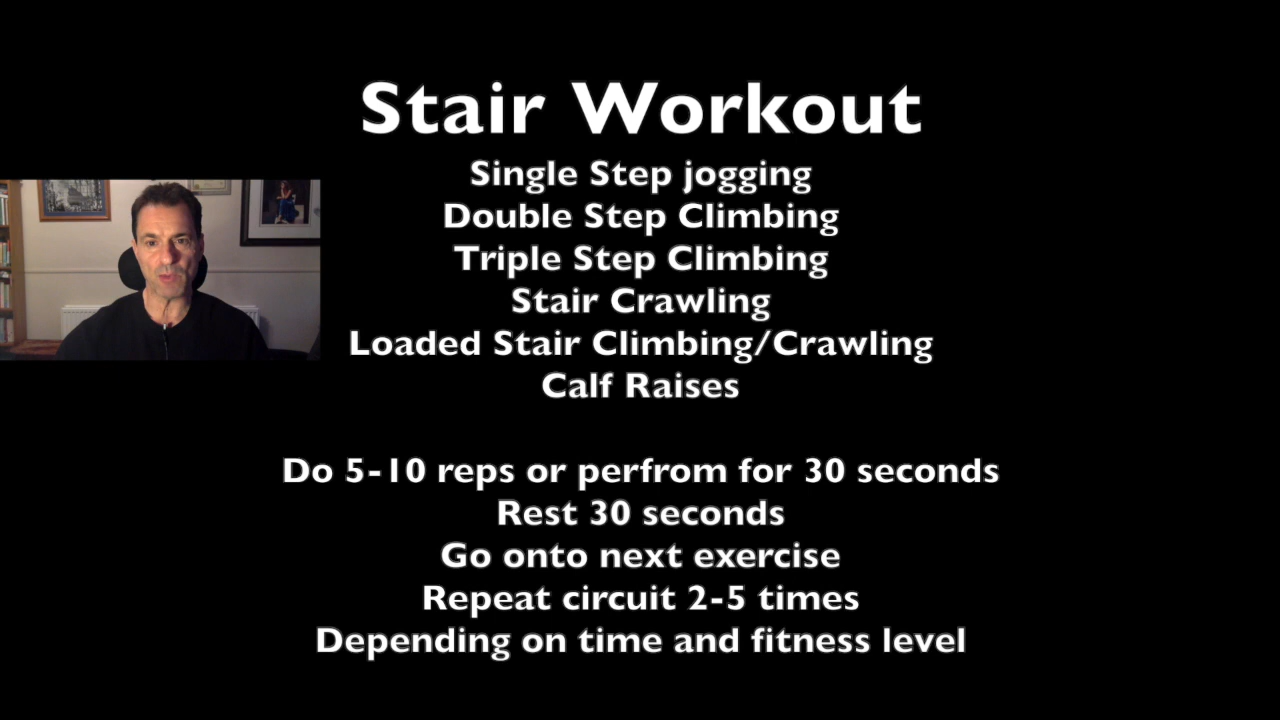 Stair Workout
Single Step jogging
Double Step Climbing
Triple Step Climbing
Stair Crawling
Loaded Stair Climbing/Crawling
Calf Raises
Do 5-10 reps or perfrom for 30 seconds
Rest 30 seconds
Go onto next exercise
Repeat circuit 2-5 times
Depending on time and fitness level